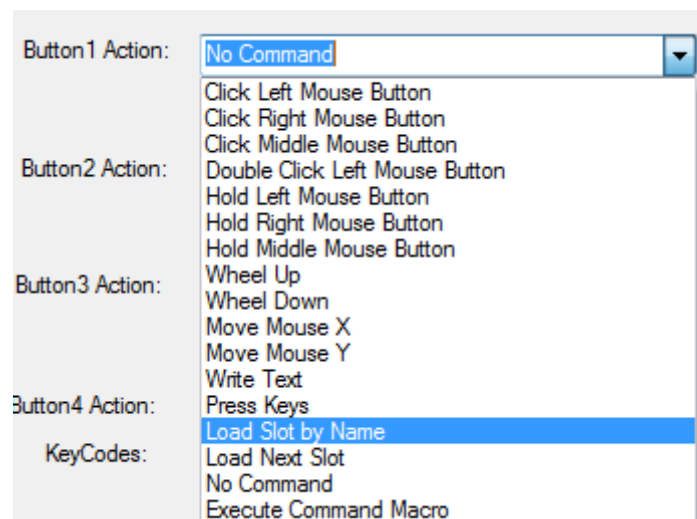 Button1 Action: No Command
Click Left Mouse Button
Click Right Mouse Button
Click Middle Mouse Button
Button2 Action: Double Click Left Mouse Button
Hold Left Mouse Button
Hold Right Mouse Button
Hold Middle Mouse Button
Button3 Action: Wheel Up
Wheel Down
Move Mouse X
Move Mouse Y
Write Text
Button4 Action: Press Keys
Load Slot by Name
KeyCodes: Load Next Slot
No Command
Execute Command Macro